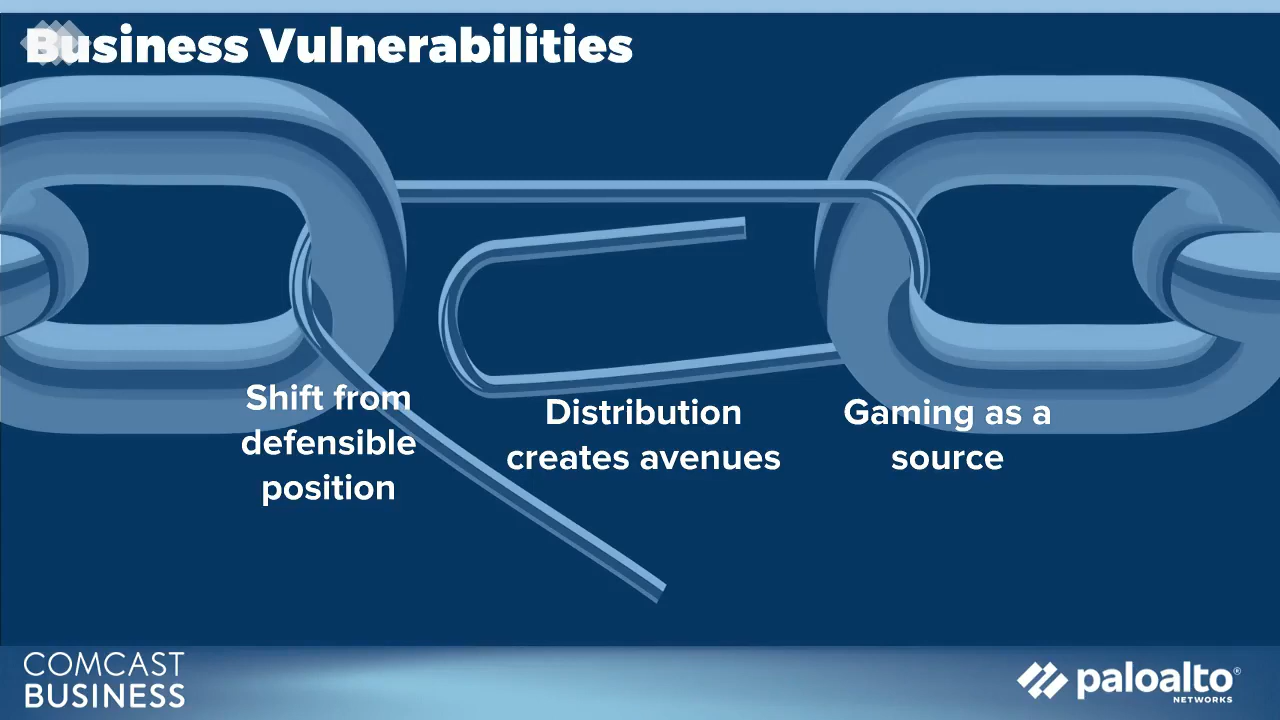 Business Vulnerabilities
Shift from
defensible
position
Distribution
creates avenues
Gaming as a
source
COMCAST
BUSINESS
paloalto®
NETWORKS